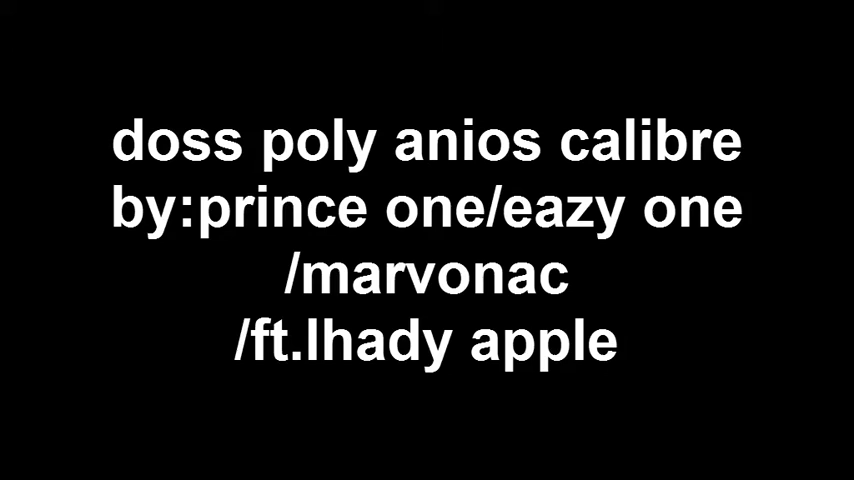 doss poly anios calibre
by:prince one/eazy one
/marvonac
/ft.lhady apple